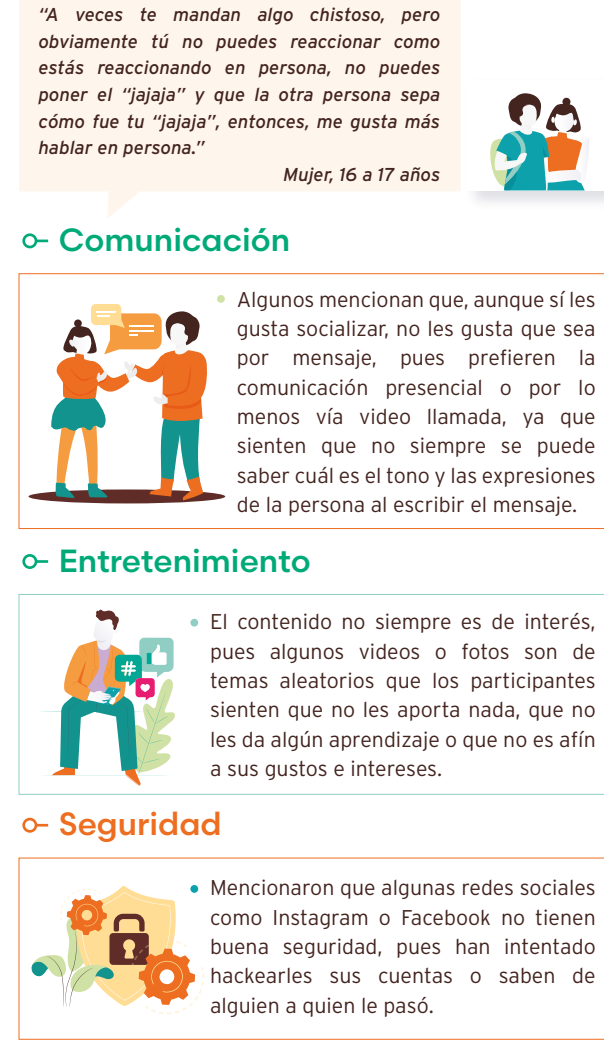 “A veces te mandan algo chistoso, pero
obviamente tú no puedes reaccionar como
estás reaccionando en persona, no puedes
poner el “jajaja” y que la otra persona sepa
cómo fue tu “jajaja”, entonces, me gusta más
hablar en persona.”
Mujer, 16 a 17 años
Comunicación
Algunos mencionan que, aunque sí les
gusta socializar, no les gusta que sea
por mensaje, pues prefieren la
comunicación presencial o por lo
menos vía video llamada, ya que
sienten que no siempre se puede
saber cuál es el tono y las expresiones
de la persona al escribir el mensaje.
Entretenimiento
#
El contenido no siempre es de interés,
pues algunos videos o fotos son de
temas aleatorios que los participantes
sienten que no les aporta nada, que no
les da algún aprendizaje o que no es afín
a sus gustos e intereses.
Seguridad
Mencionaron que algunas redes sociales
como Instagram o Facebook no tienen
buena seguridad, pues han intentado
hackearles sus cuentas o saben de
alguien a quien le pasó.